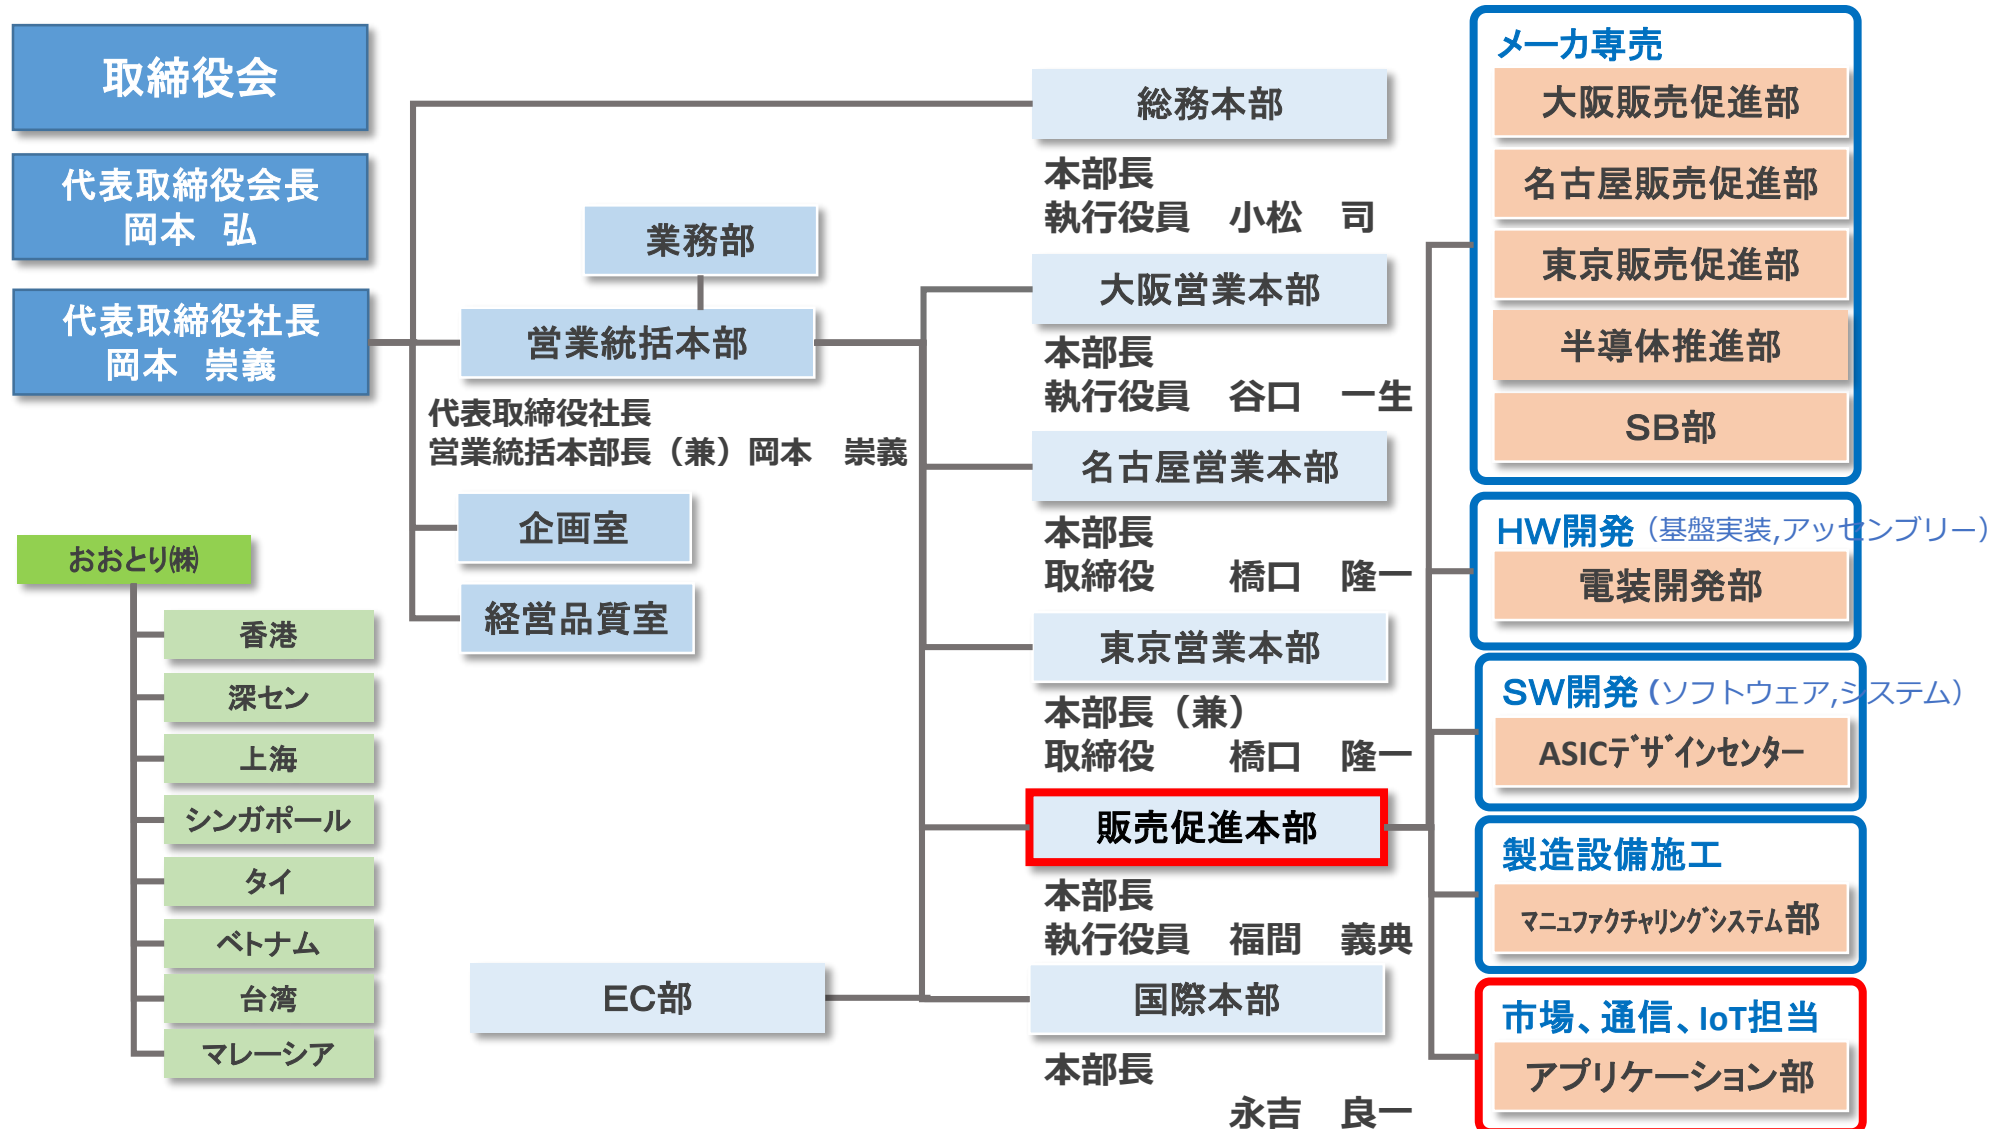 取締役会
代表取締役会長
岡本　弘
代表取締役社長
岡本　崇義
おおとり㈱
香港
深セン
上海
シンガポール
タイ
ベトナム
台湾
マレーシア
業務部
営業統括本部
代表取締役社長
営業統括本部長（兼）岡本　崇義
企画室
経営品質室
EC部
総務本部
本部長
執行役員　小松　司
大阪営業本部
本部長
執行役員　谷口　一生
名古屋営業本部
本部長
取締役　　橋口　隆一
東京営業本部
本部長（兼）
取締役　　橋口　隆一
販売促進本部
本部長
執行役員　福間　義典
国際本部
本部長
永吉　良一
メーカ専売
大阪販売促進部
名古屋販売促進部
東京販売促進部
半導体推進部
SB部
HW開発（基盤実装,アッセンブリー）
電装開発部
SW開発（ソフトウェア,システム）
ASICﾃﾞｻﾞインセンター
製造設備施工
マニュファクチャリングシステム部
市場、通信、IoT担当
アプリケーション部